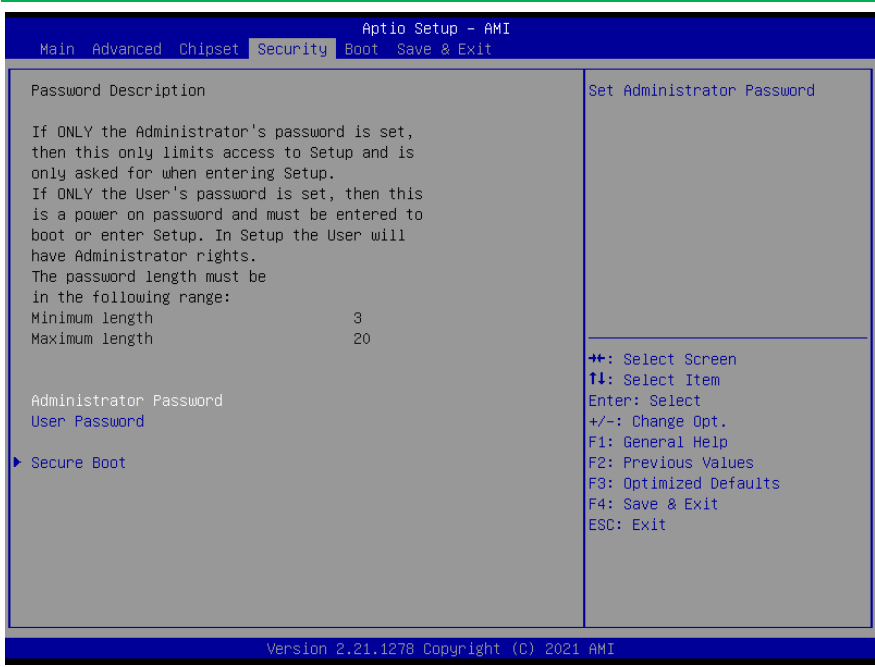 Aptio Setup – AMI
Main Advanced Chipset Security Boot Save & Exit
Password Description
If ONLY the Administrator's password is set,
then this only limits access to Setup and is
only asked for when entering Setup.
If ONLY the User's password is set, then this
is a power on password and must be entered to
boot or enter Setup. In Setup the User will
have Administrator rights.
The password length must be
in the following range:
Minimum length 3
Maximum length 20
Administrator Password
User Password
Secure Boot
Set Administrator Password
→←: Select Screen
↑↓: Select Item
Enter: Select
+/-: Change Opt.
F1: General Help
F2: Previous Values
F3: Optimized Defaults
F4: Save & Exit
ESC: Exit
Version 2.21.1278 Copyright (C) 2021 AMI